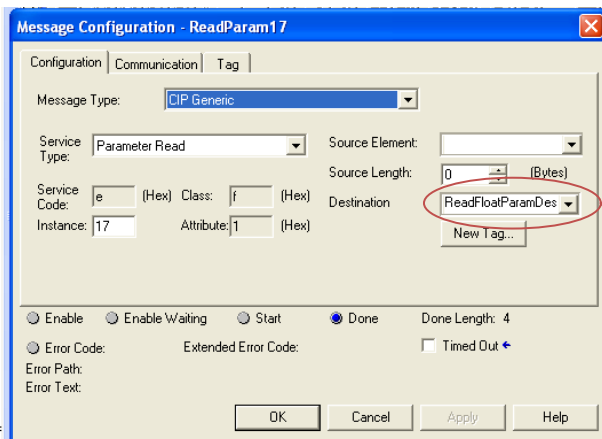 Message Configuration - ReadParam17
Configuration Communication Tag
Message Type: CIP Generic
Service Type: Parameter Read Source Element:
Source Length: 0 (Bytes)
Service Code: e (Hex) Class: f (Hex) Destination ReadFloatParamDes
Instance: 17 Attribute: 1 (Hex) New Tag...
Enable Enable Waiting Start Done Done Length: 4
Error Code: Extended Error Code: Timed Out
Error Path:
Error Text:
OK Cancel Apply Help